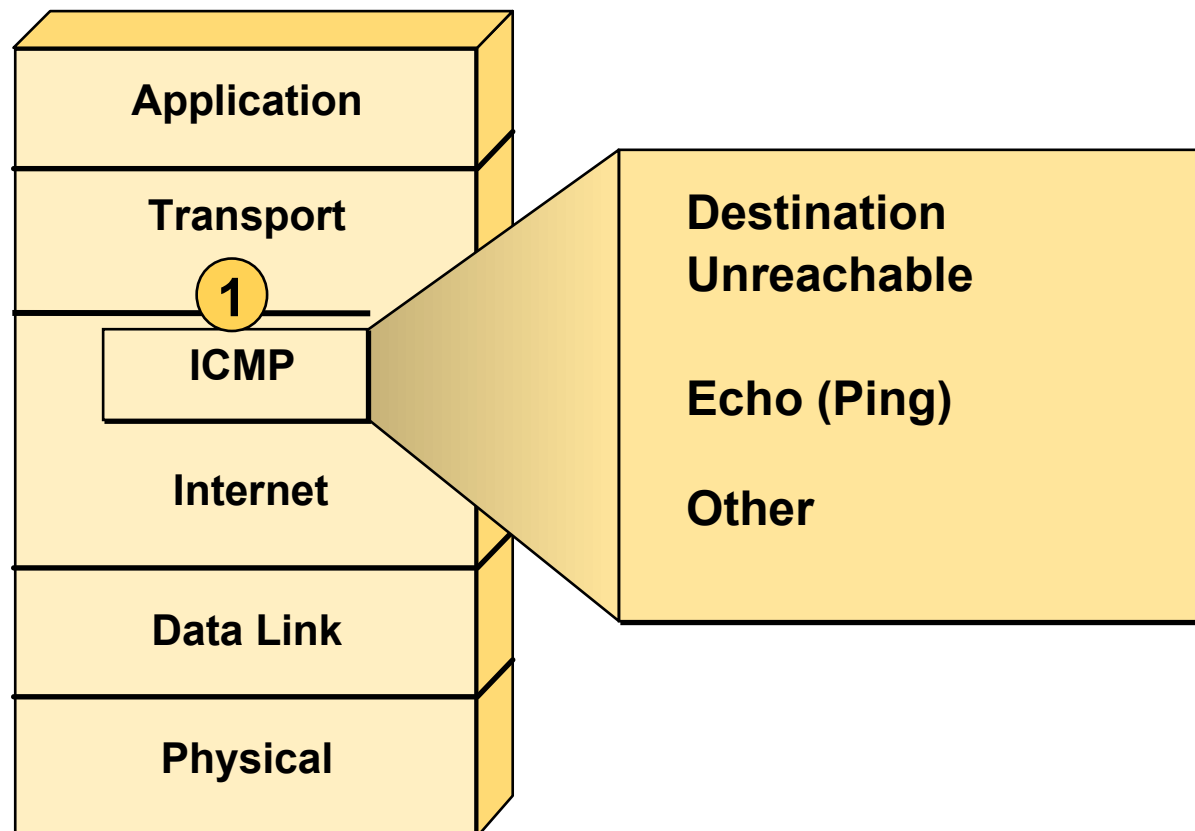 Application
Transport
1
ICMP
Internet
Data Link
Physical
Destination
Unreachable
Echo (Ping)
Other